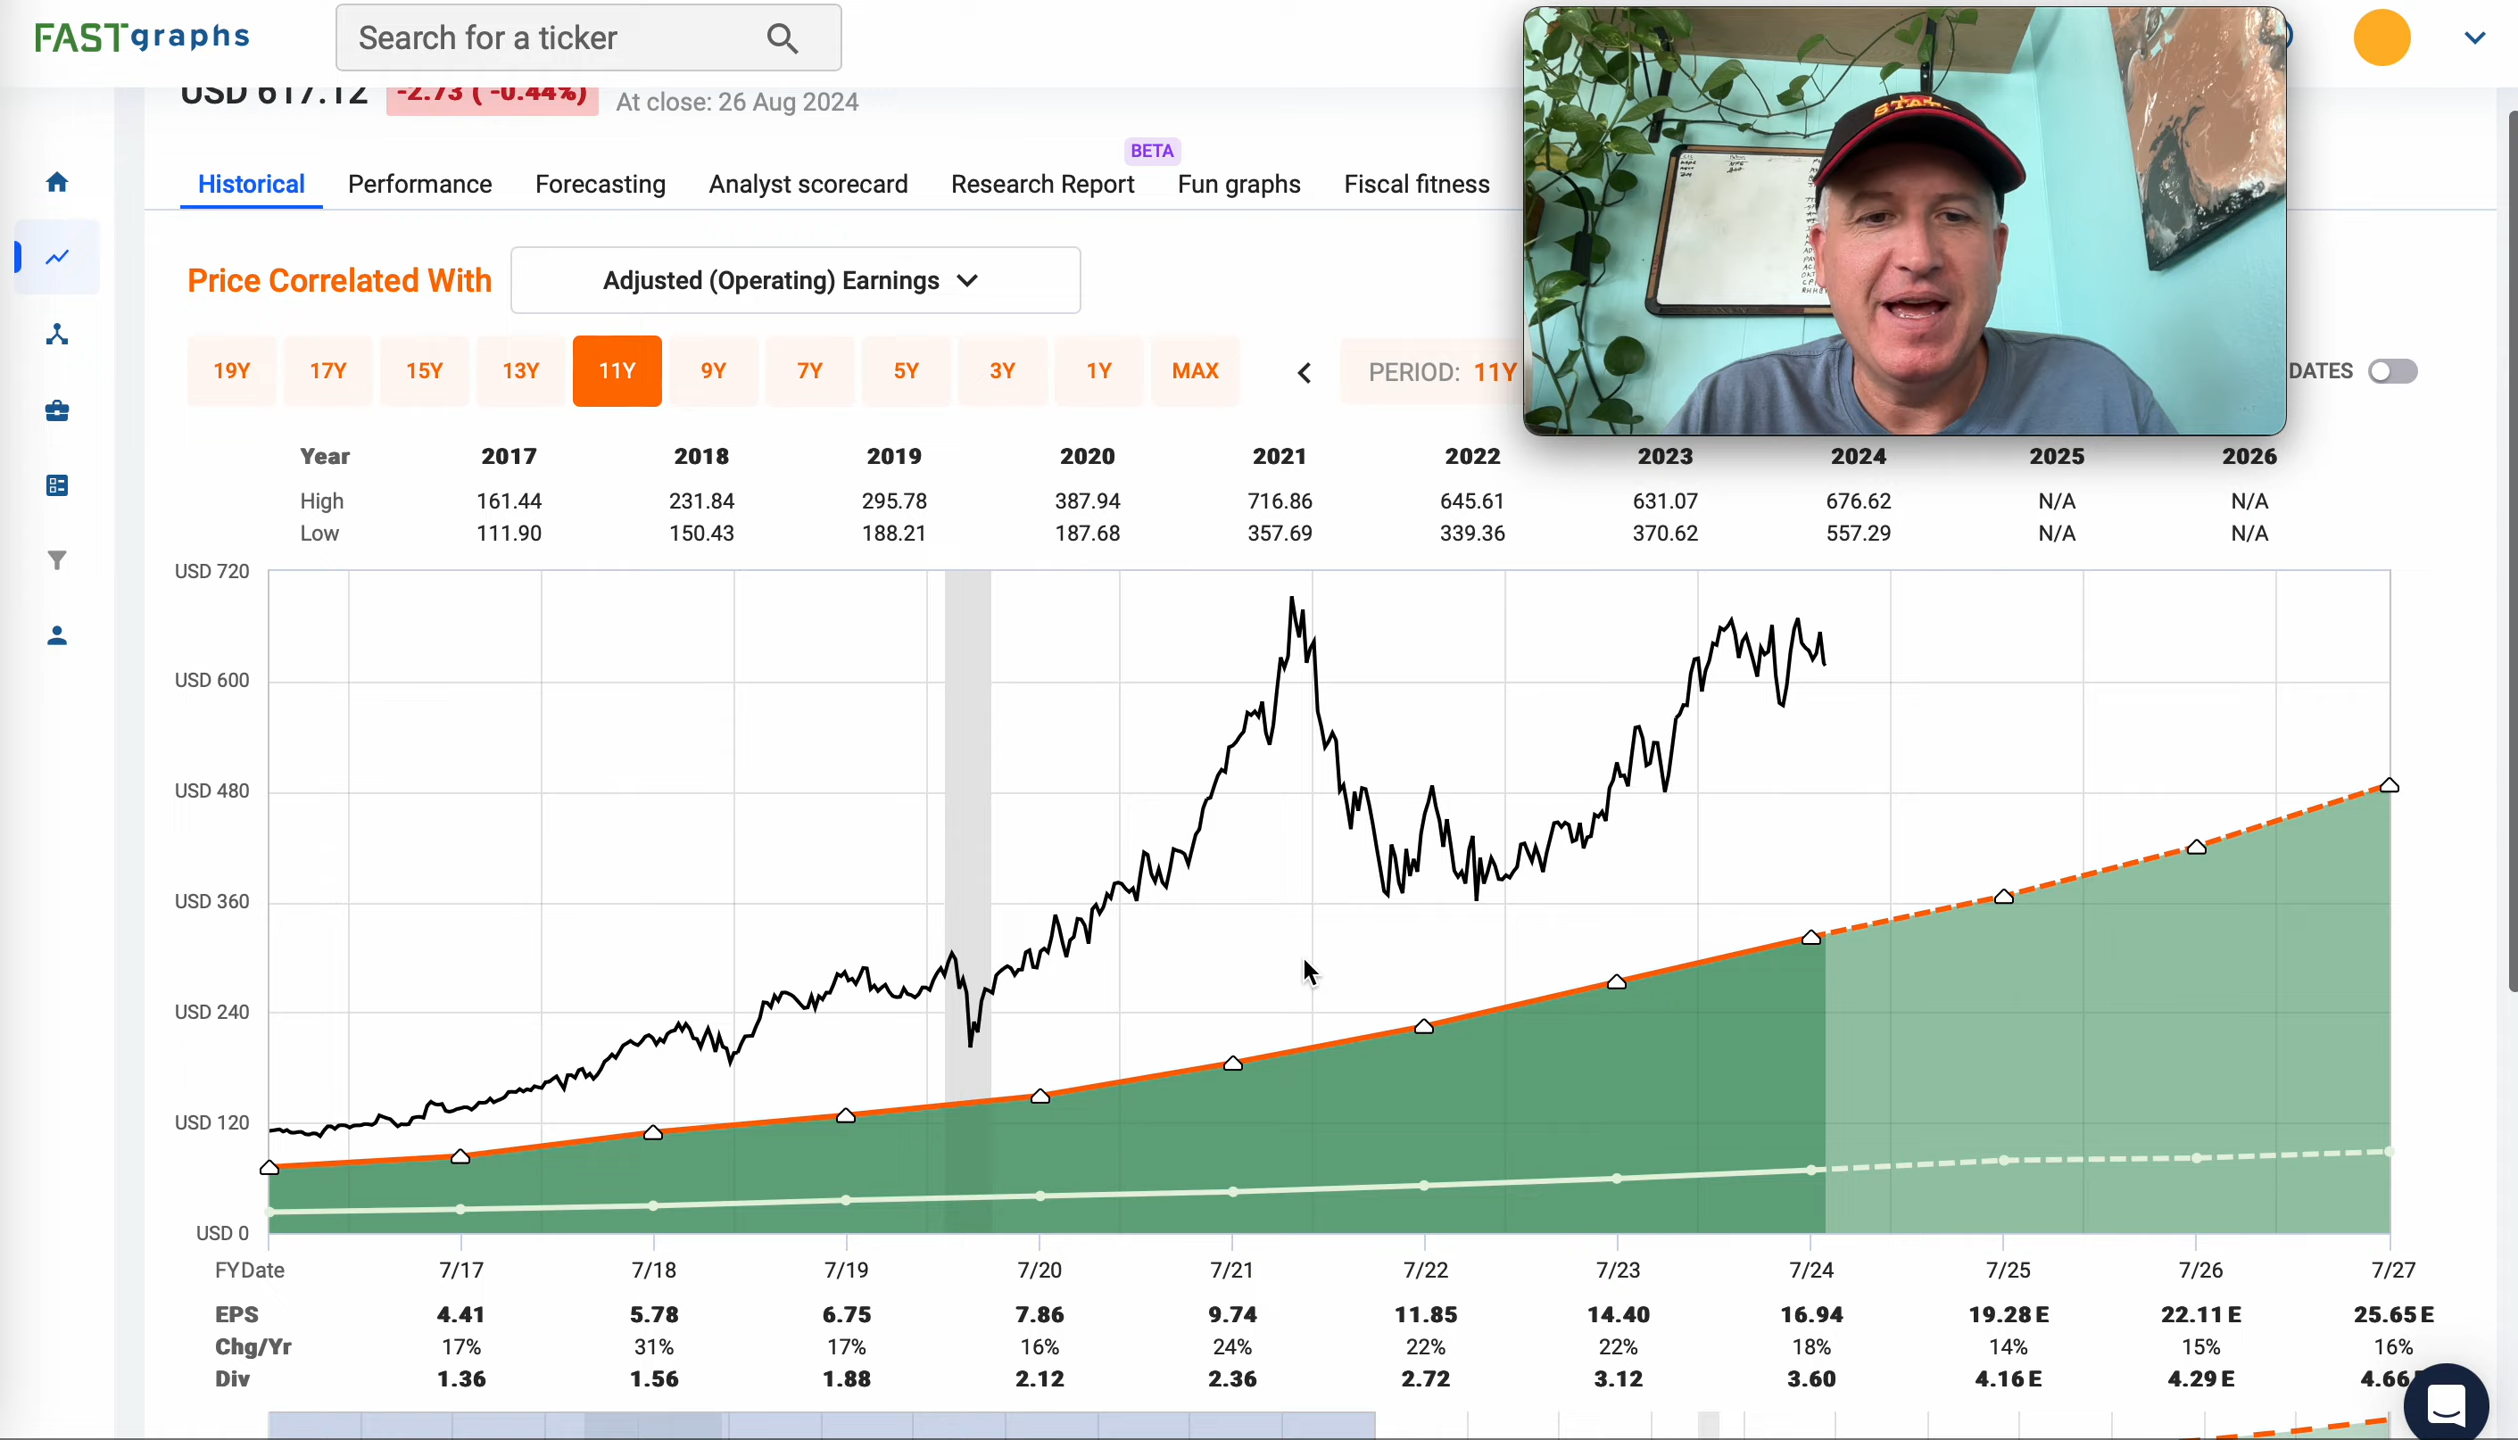 FASTgraphs
Search for a ticker
USD 617.12 -2.73 ( -0.44%) At close: 26 Aug 2024
BETA
Historical Performance Forecasting Analyst scorecard Research Report Fun graphs Fiscal fitness
Price Correlated With Adjusted (Operating) Earnings
19Y 17Y 15Y 13Y 11Y 9Y 7Y 5Y 3Y 1Y MAX PERIOD: 11Y DATES
Year 2017 2018 2019 2020 2021 2022 2023 2024 2025 2026
High 161.44 231.84 295.78 387.94 716.86 645.61 631.07 676.62 N/A N/A
Low 111.90 150.43 188.21 187.68 357.69 339.36 370.62 557.29 N/A N/A
USD 720
USD 600
USD 480
USD 360
USD 240
USD 120
USD 0
FYDate 7/17 7/18 7/19 7/20 7/21 7/22 7/23 7/24 7/25 7/26 7/27
EPS 4.41 5.78 6.75 7.86 9.74 11.85 14.40 16.94 19.28 E 22.11 E 25.65 E
Chg/Yr 17% 31% 17% 16% 24% 22% 22% 18% 14% 15% 16%
Div 1.36 1.56 1.88 2.12 2.36 2.72 3.12 3.60 4.16 E 4.29 E 4.66